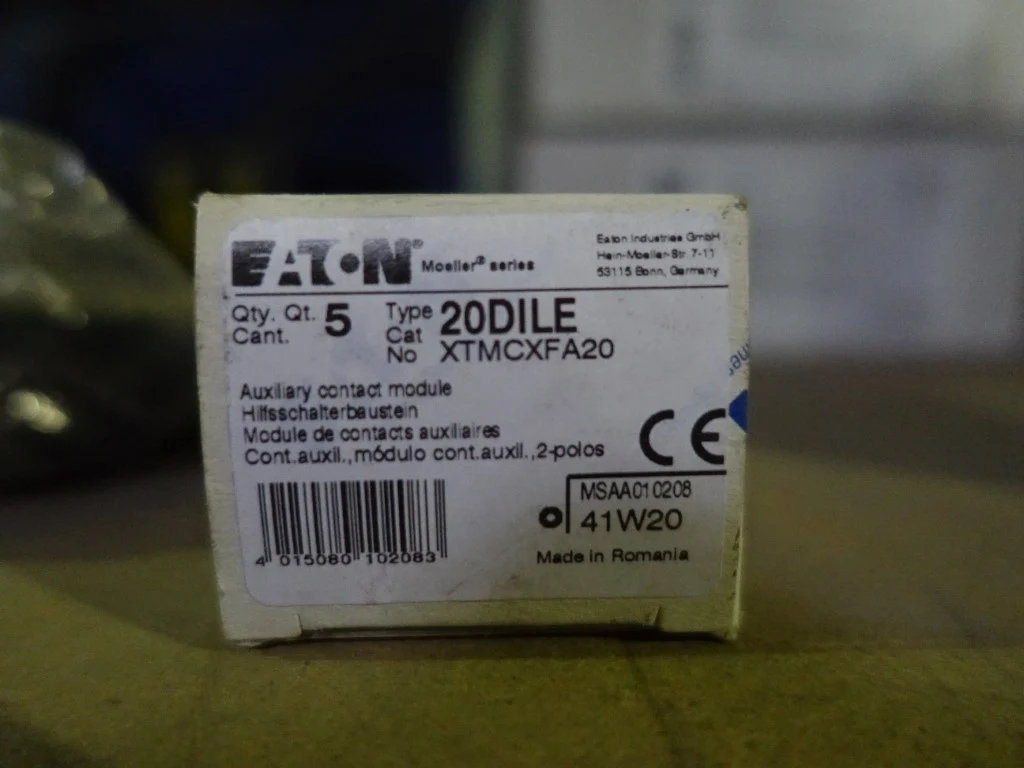 EATON® Moeller® series
Eaton Industries GmbH
Hein-Moeller-Str. 7-11
53115 Bonn, Germany
Qty. Qt. 5
Cant.
Type 20DILE
Cat
No XTMCXFA20
Auxiliary contact module
Hilfsschalterbaustein
Module de contacts auxiliaires
Cont.auxil.,módulo cont.auxil.,2-polos
CE
MSAA010208
41W20
4 015080 102083
Made in Romania